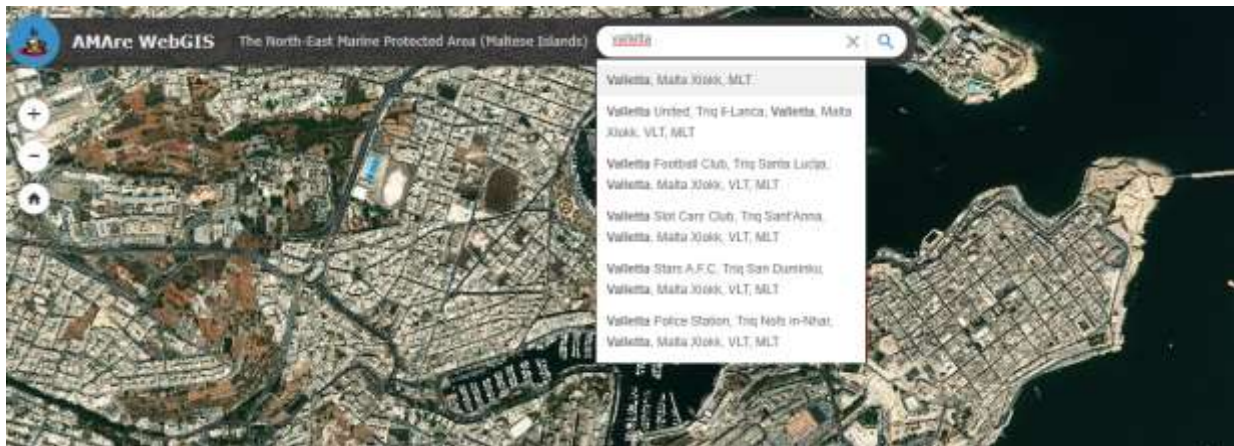 AMAre WebGIS The North-East Marine Protected Area (Maltese Islands) valletta
Valletta, Malta Xlokk, MLT
Valletta United, Triq Il-Lanca, Valletta, Malta
Xlokk, VLT, MLT
Valletta Football Club, Triq Santa Luċija,
Valletta, Malta Xlokk, VLT, MLT
Valletta Slot Cars Club, Triq Sant'Anna,
Valletta, Malta Xlokk, VLT, MLT
Valletta Stars A.F.C, Triq San Duminku,
Valletta, Malta Xlokk, VLT, MLT
Valletta Police Station, Triq Nofs in-Nhar,
Valletta, Malta Xlokk, VLT, MLT